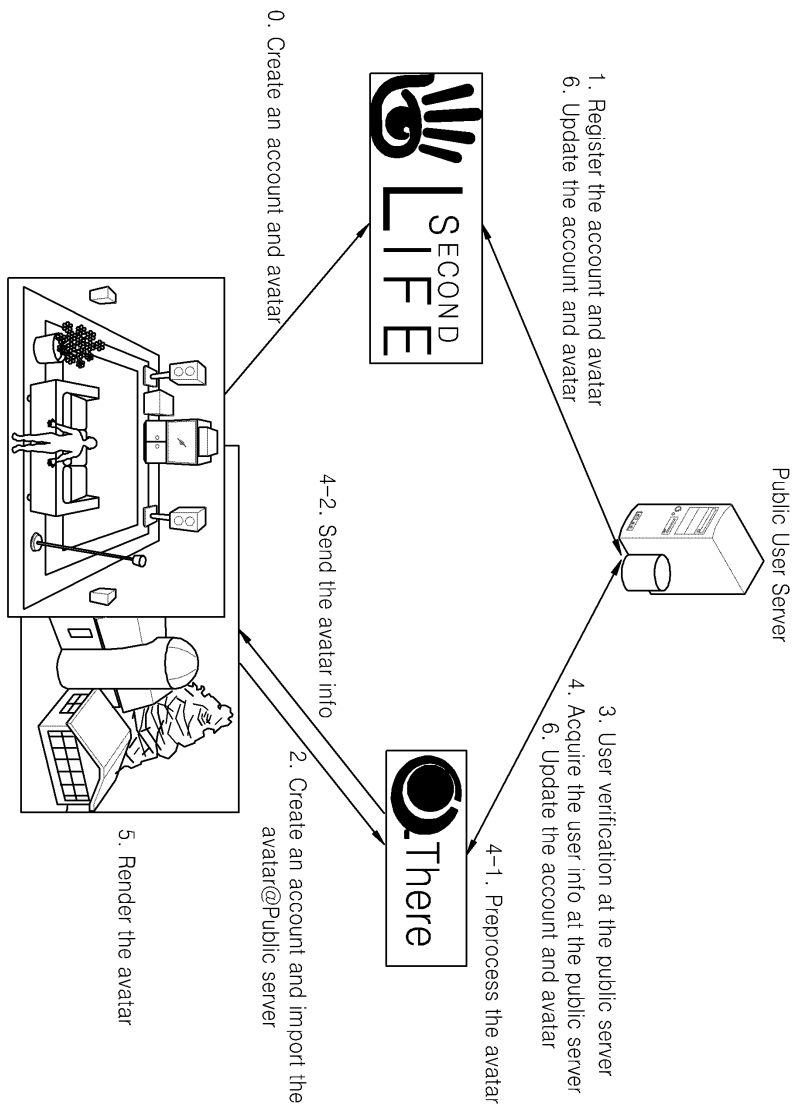 Public User Server
1. Register the account and avatar
6. Update the account and avatar
3. User verification at the public server
4. Acquire the user info at the public server
6. Update the account and avatar
SECOND
LIFE
There
4-1. Preprocess the avatar
0. Create an account and avatar
4-2. Send the avatar info
2. Create an account and import the
avatar@Public server
5. Render the avatar